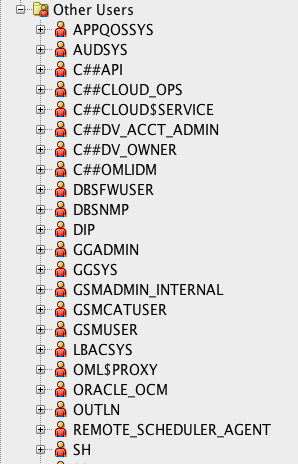 Other Users
APPQOSSYS
AUDSYS
C##API
C##CLOUD_OPS
C##CLOUD$SERVICE
C##DV_ACCT_ADMIN
C##DV_OWNER
C##OMLIDM
DBSFWUSER
DBSNMP
DIP
GGADMIN
GGSYS
GSMADMIN_INTERNAL
GSMCATUSER
GSMUSER
LBACSYS
OML$PROXY
ORACLE_OCM
OUTLN
REMOTE_SCHEDULER_AGENT
SH